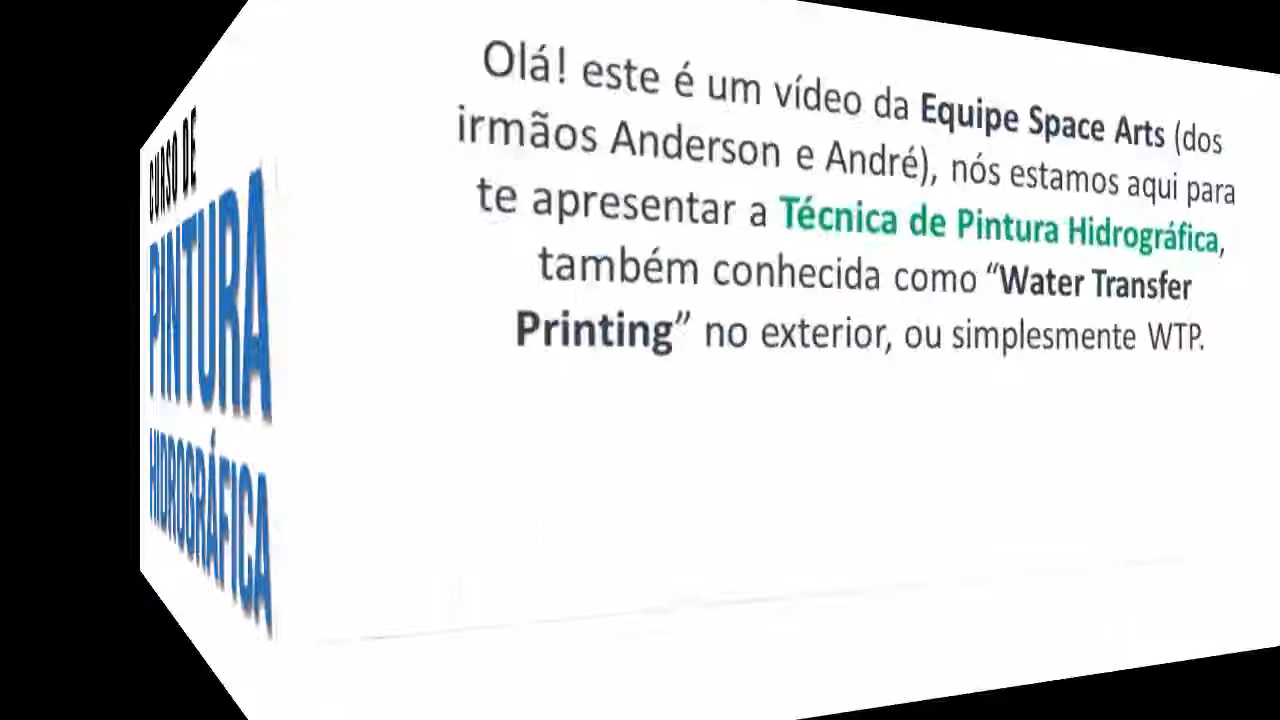 CURSO DE
PINTURA
HIDROGRÁFICA
Olá! este é um vídeo da Equipe Space Arts (dos
irmãos Anderson e André), nós estamos aqui para
te apresentar a Técnica de Pintura Hidrográfica,
também conhecida como “Water Transfer
Printing” no exterior, ou simplesmente WTP.